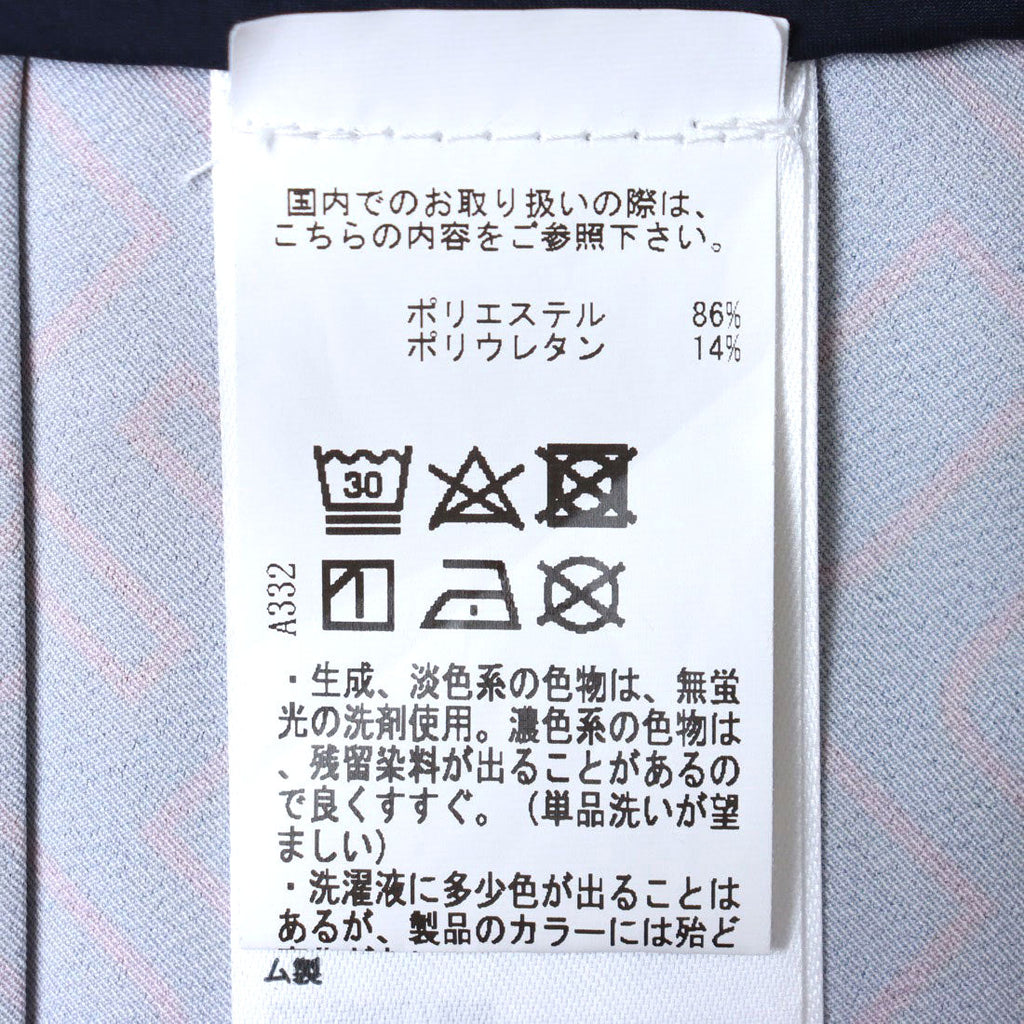 国内でのお取り扱いの際は、
こちらの内容をご参照下さい。
ポリエステル 86%
ポリウレタン 14%
30
A332
・生成、淡色系の色物は、無蛍
光の洗剤使用。濃色系の色物は
、残留染料が出ることがあるの
で良くすすぐ。(単品洗いが望
ましい)
・洗濯液に多少色が出ることは
あるが、製品のカラーには殆ど
ム製